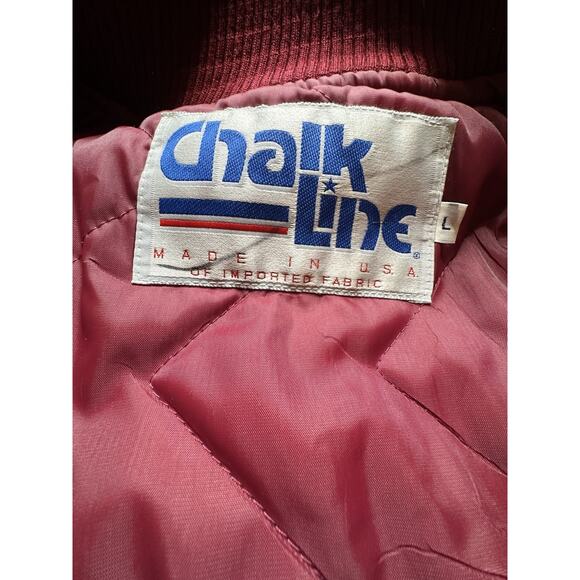 Chalk
Line®
L
MADE IN U.S.A
OF IMPORTED FABRIC